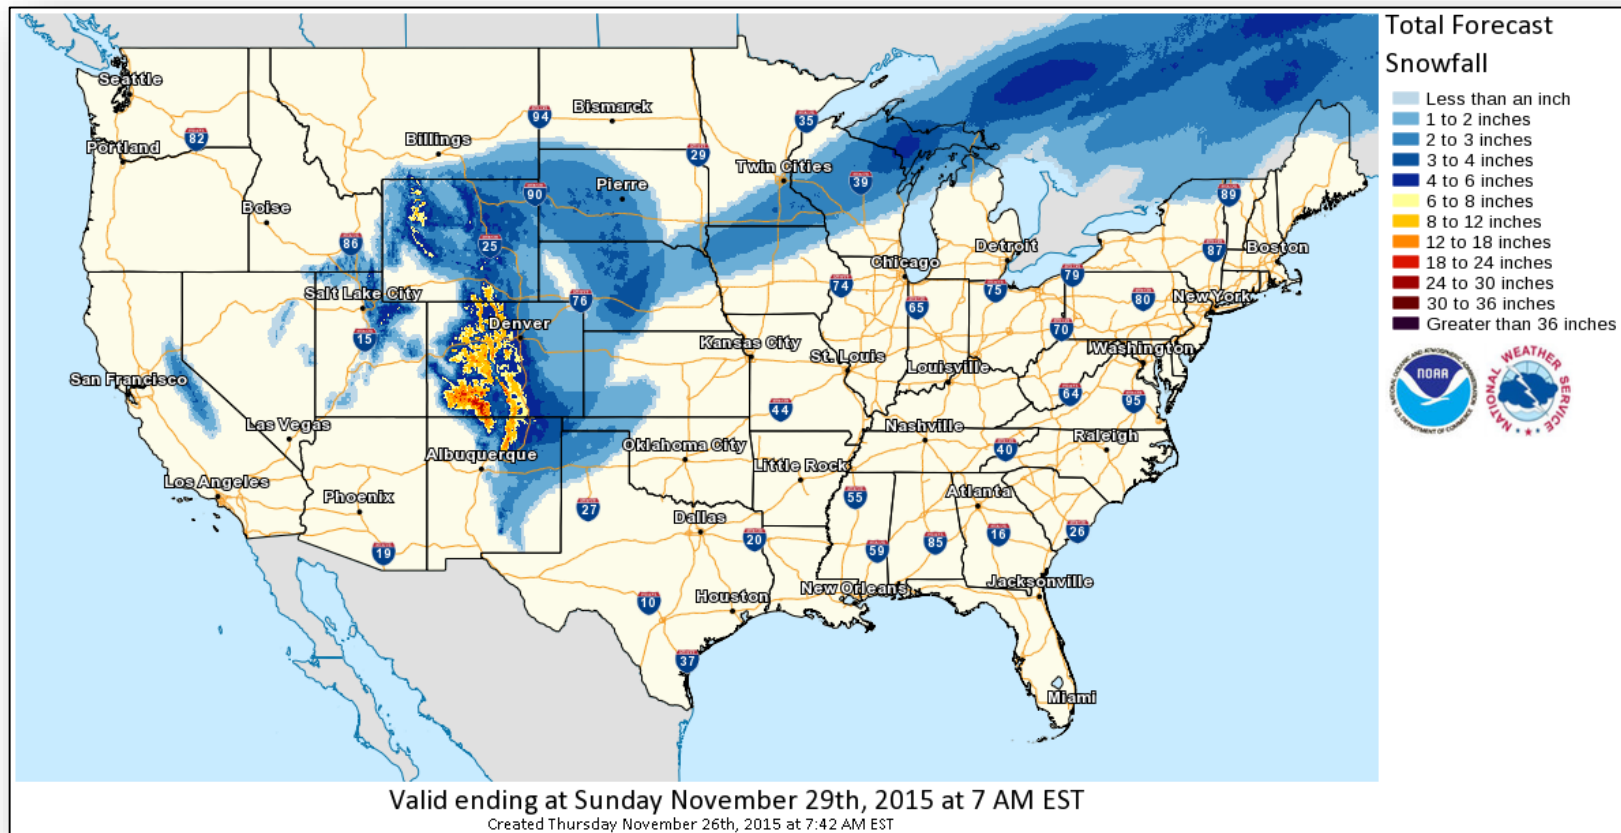 Total Forecast
Snowfall
Less than an inch
1 to 2 inches
2 to 3 inches
3 to 4 inches
4 to 6 inches
6 to 8 inches
8 to 12 inches
12 to 18 inches
18 to 24 inches
24 to 30 inches
30 to 36 inches
Greater than 36 inches
NOAA
NATIONAL WEATHER SERVICE
Seattle
82
Portland
Billings
94
Bismarck
35
29
Twin Cities
39
90
Pierre
89
Boise
86
25
87
Boston
Detroit
Chicago
79
74
75
80
New York
Salt Lake City
76
65
Denver
15
70
Kansas City
St. Louis
Washington
Louisville
San Francisco
64
95
44
Las Vegas
Nashville
Raleigh
40
Albuquerque
Oklahoma City
Little Rock
Los Angeles
Phoenix
55
Atlanta
27
Dallas
20
59
85
16
26
19
Jacksonville
New Orleans
Houston
10
37
Miami
Valid ending at Sunday November 29th, 2015 at 7 AM EST
Created Thursday November 26th, 2015 at 7:42 AM EST